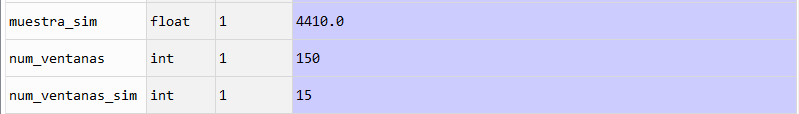 muestra_sim float 1 4410.0
num_ventanas int 1 150
num_ventanas_sim int 1 15